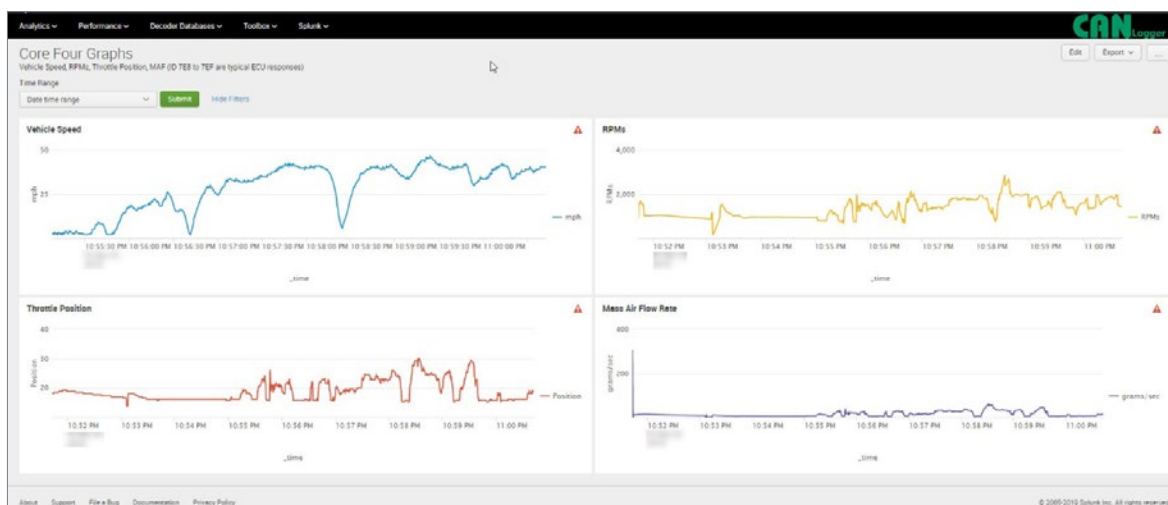 Analytics Performance Decoder Databases Toolbox Splunk
CAN Logger
Core Four Graphs
Edit Export ...
Vehicle Speed, RPMs, Throttle Position, MAF (ID 7E8 to 7EF are typical ECU responses)
Time Range
Date time range Submit Hide Filters
Vehicle Speed
50
25
mph
mph
10:55:30 PM 10:56:00 PM 10:56:30 PM 10:57:00 PM 10:57:30 PM 10:58:00 PM 10:58:30 PM 10:59:00 PM 10:59:30 PM 11:00:00 PM
_time
RPMs
4,000
2,000
RPMs
RPMs
10:52 PM 10:53 PM 10:54 PM 10:55 PM 10:56 PM 10:57 PM 10:58 PM 10:59 PM 11:00 PM
_time
Throttle Position
40
30
20
Position
Position
10:52 PM 10:53 PM 10:54 PM 10:55 PM 10:56 PM 10:57 PM 10:58 PM 10:59 PM 11:00 PM
_time
Mass Air Flow Rate
400
200
grams/sec
grams/sec
10:52 PM 10:53 PM 10:54 PM 10:55 PM 10:56 PM 10:57 PM 10:58 PM 10:59 PM 11:00 PM
_time
About Support File a Bug Documentation Privacy Policy
© 2005-2019 Splunk Inc. All rights reserved.